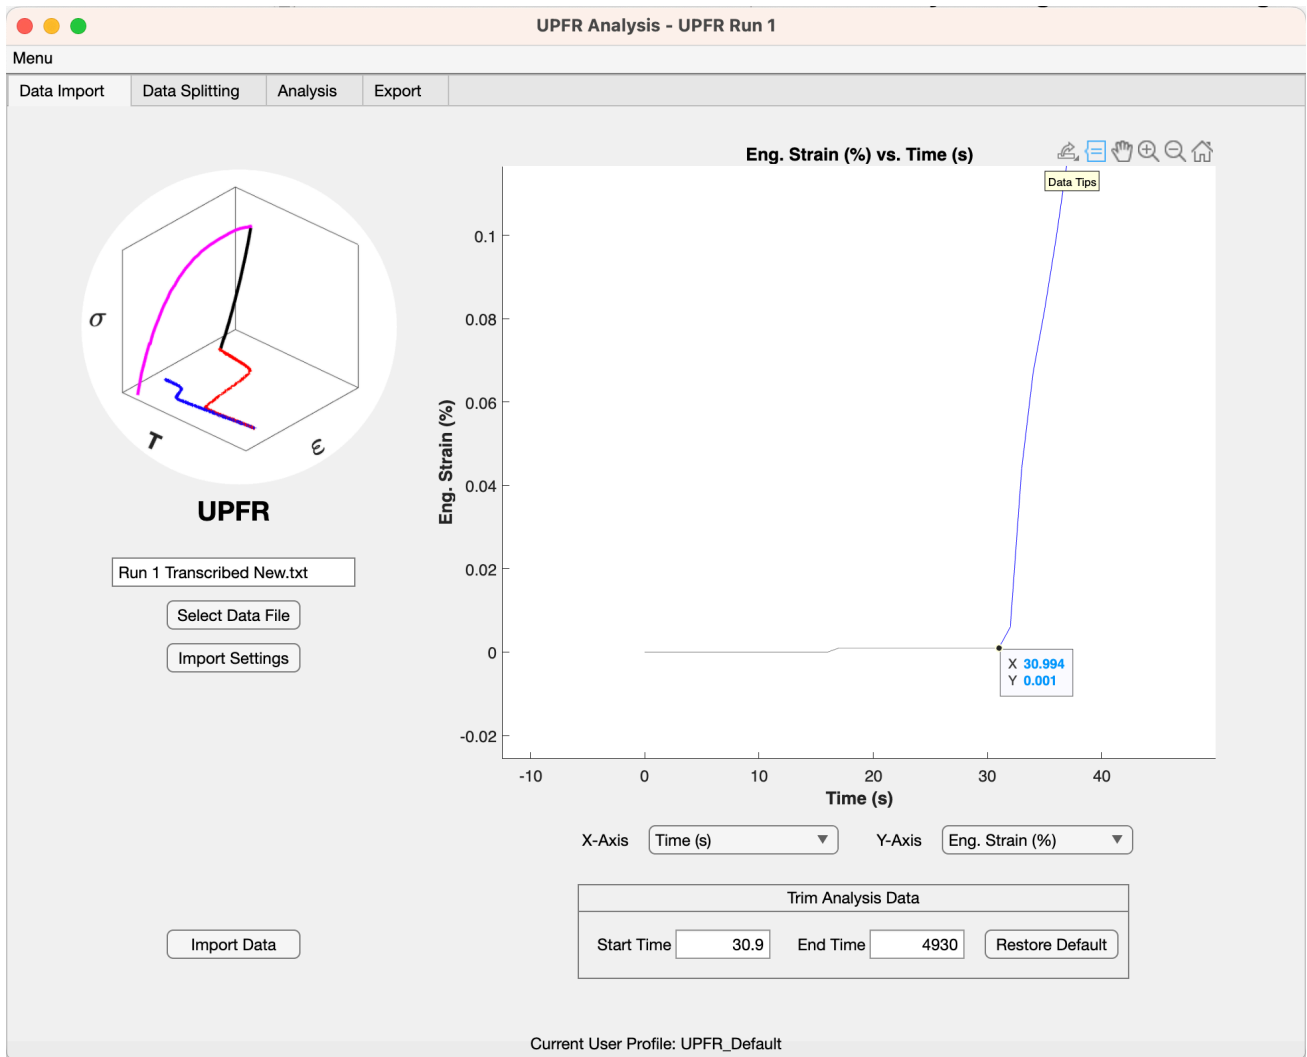 UPFR Analysis - UPFR Run 1
Menu
Data Import
Data Splitting
Analysis
Export
σ
T
ε
UPFR
Run 1 Transcribed New.txt
Select Data File
Import Settings
Import Data
Eng. Strain (%) vs. Time (s)
Data Tips
Eng. Strain (%)
0.1
0.08
0.06
0.04
0.02
0
-0.02
X 30.994
Y 0.001
-10 0 10 20 30 40
Time (s)
X-Axis Time (s) Y-Axis Eng. Strain (%)
Trim Analysis Data
Start Time 30.9 End Time 4930 Restore Default
Current User Profile: UPFR_Default